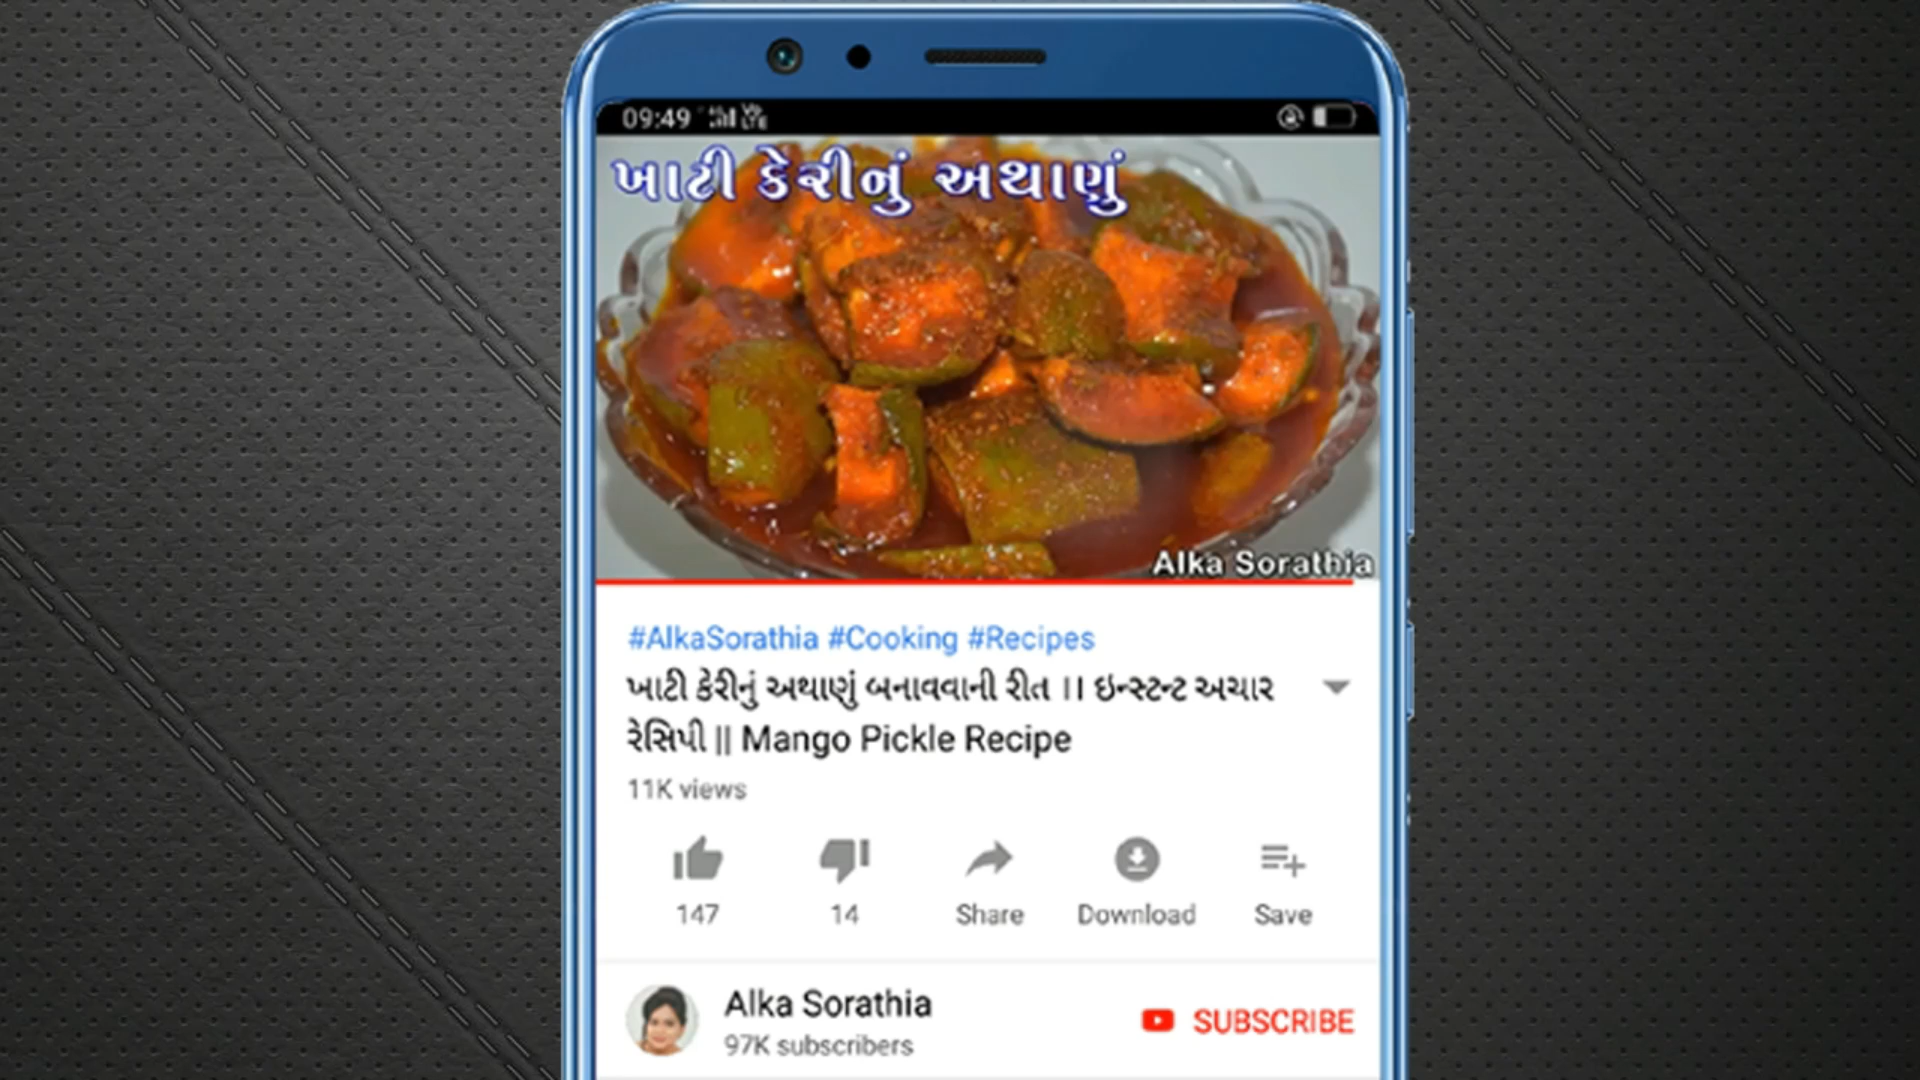 09:49
ખાટી કેરીનું અથાણું
Alka Sorathia
#AlkaSorathia #Cooking #Recipes
ખાટી કેરીનું અથાણું બનાવવાની રીત ।। ઇન્સ્ટન્ટ અચાર
રેસિપી || Mango Pickle Recipe
11K views
147 14 Share Download Save
Alka Sorathia
SUBSCRIBE
97K subscribers